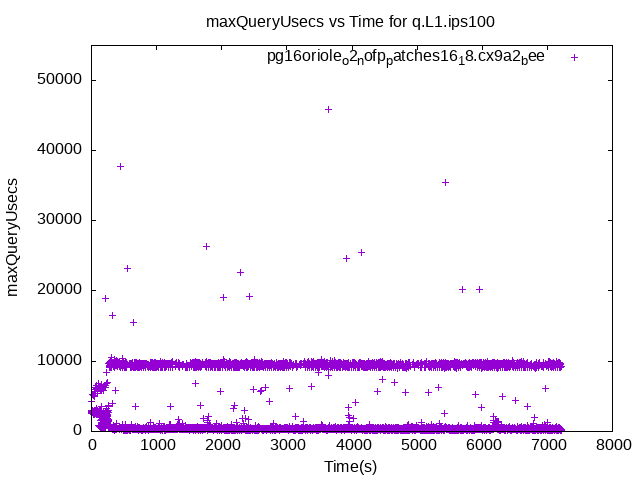 maxQueryUsecs vs Time for q.L1.ips100
pg16oriole_o2_nofp_patches16_18.cx9a2_bee
50000
40000
30000
20000
10000
0
maxQueryUsecs
0 1000 2000 3000 4000 5000 6000 7000 8000
Time(s)